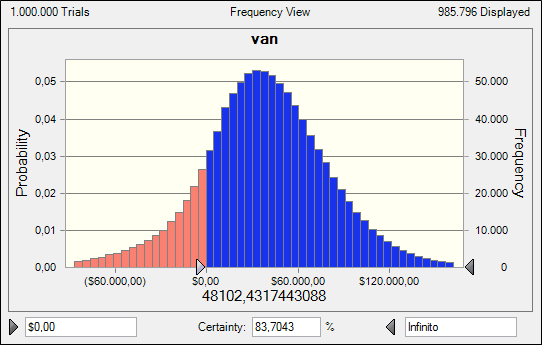 1.000.000 Trials Frequency View 985.796 Displayed
van
0,05 50.000
0,04 40.000
0,03 30.000
0,02 20.000
0,01 10.000
0,00 0
Probability
Frequency
($60.000,00) $0,00 $60.000,00 $120.000,00
48102,4317443088
$0,00 Certainty: 83,7043 % Infinito